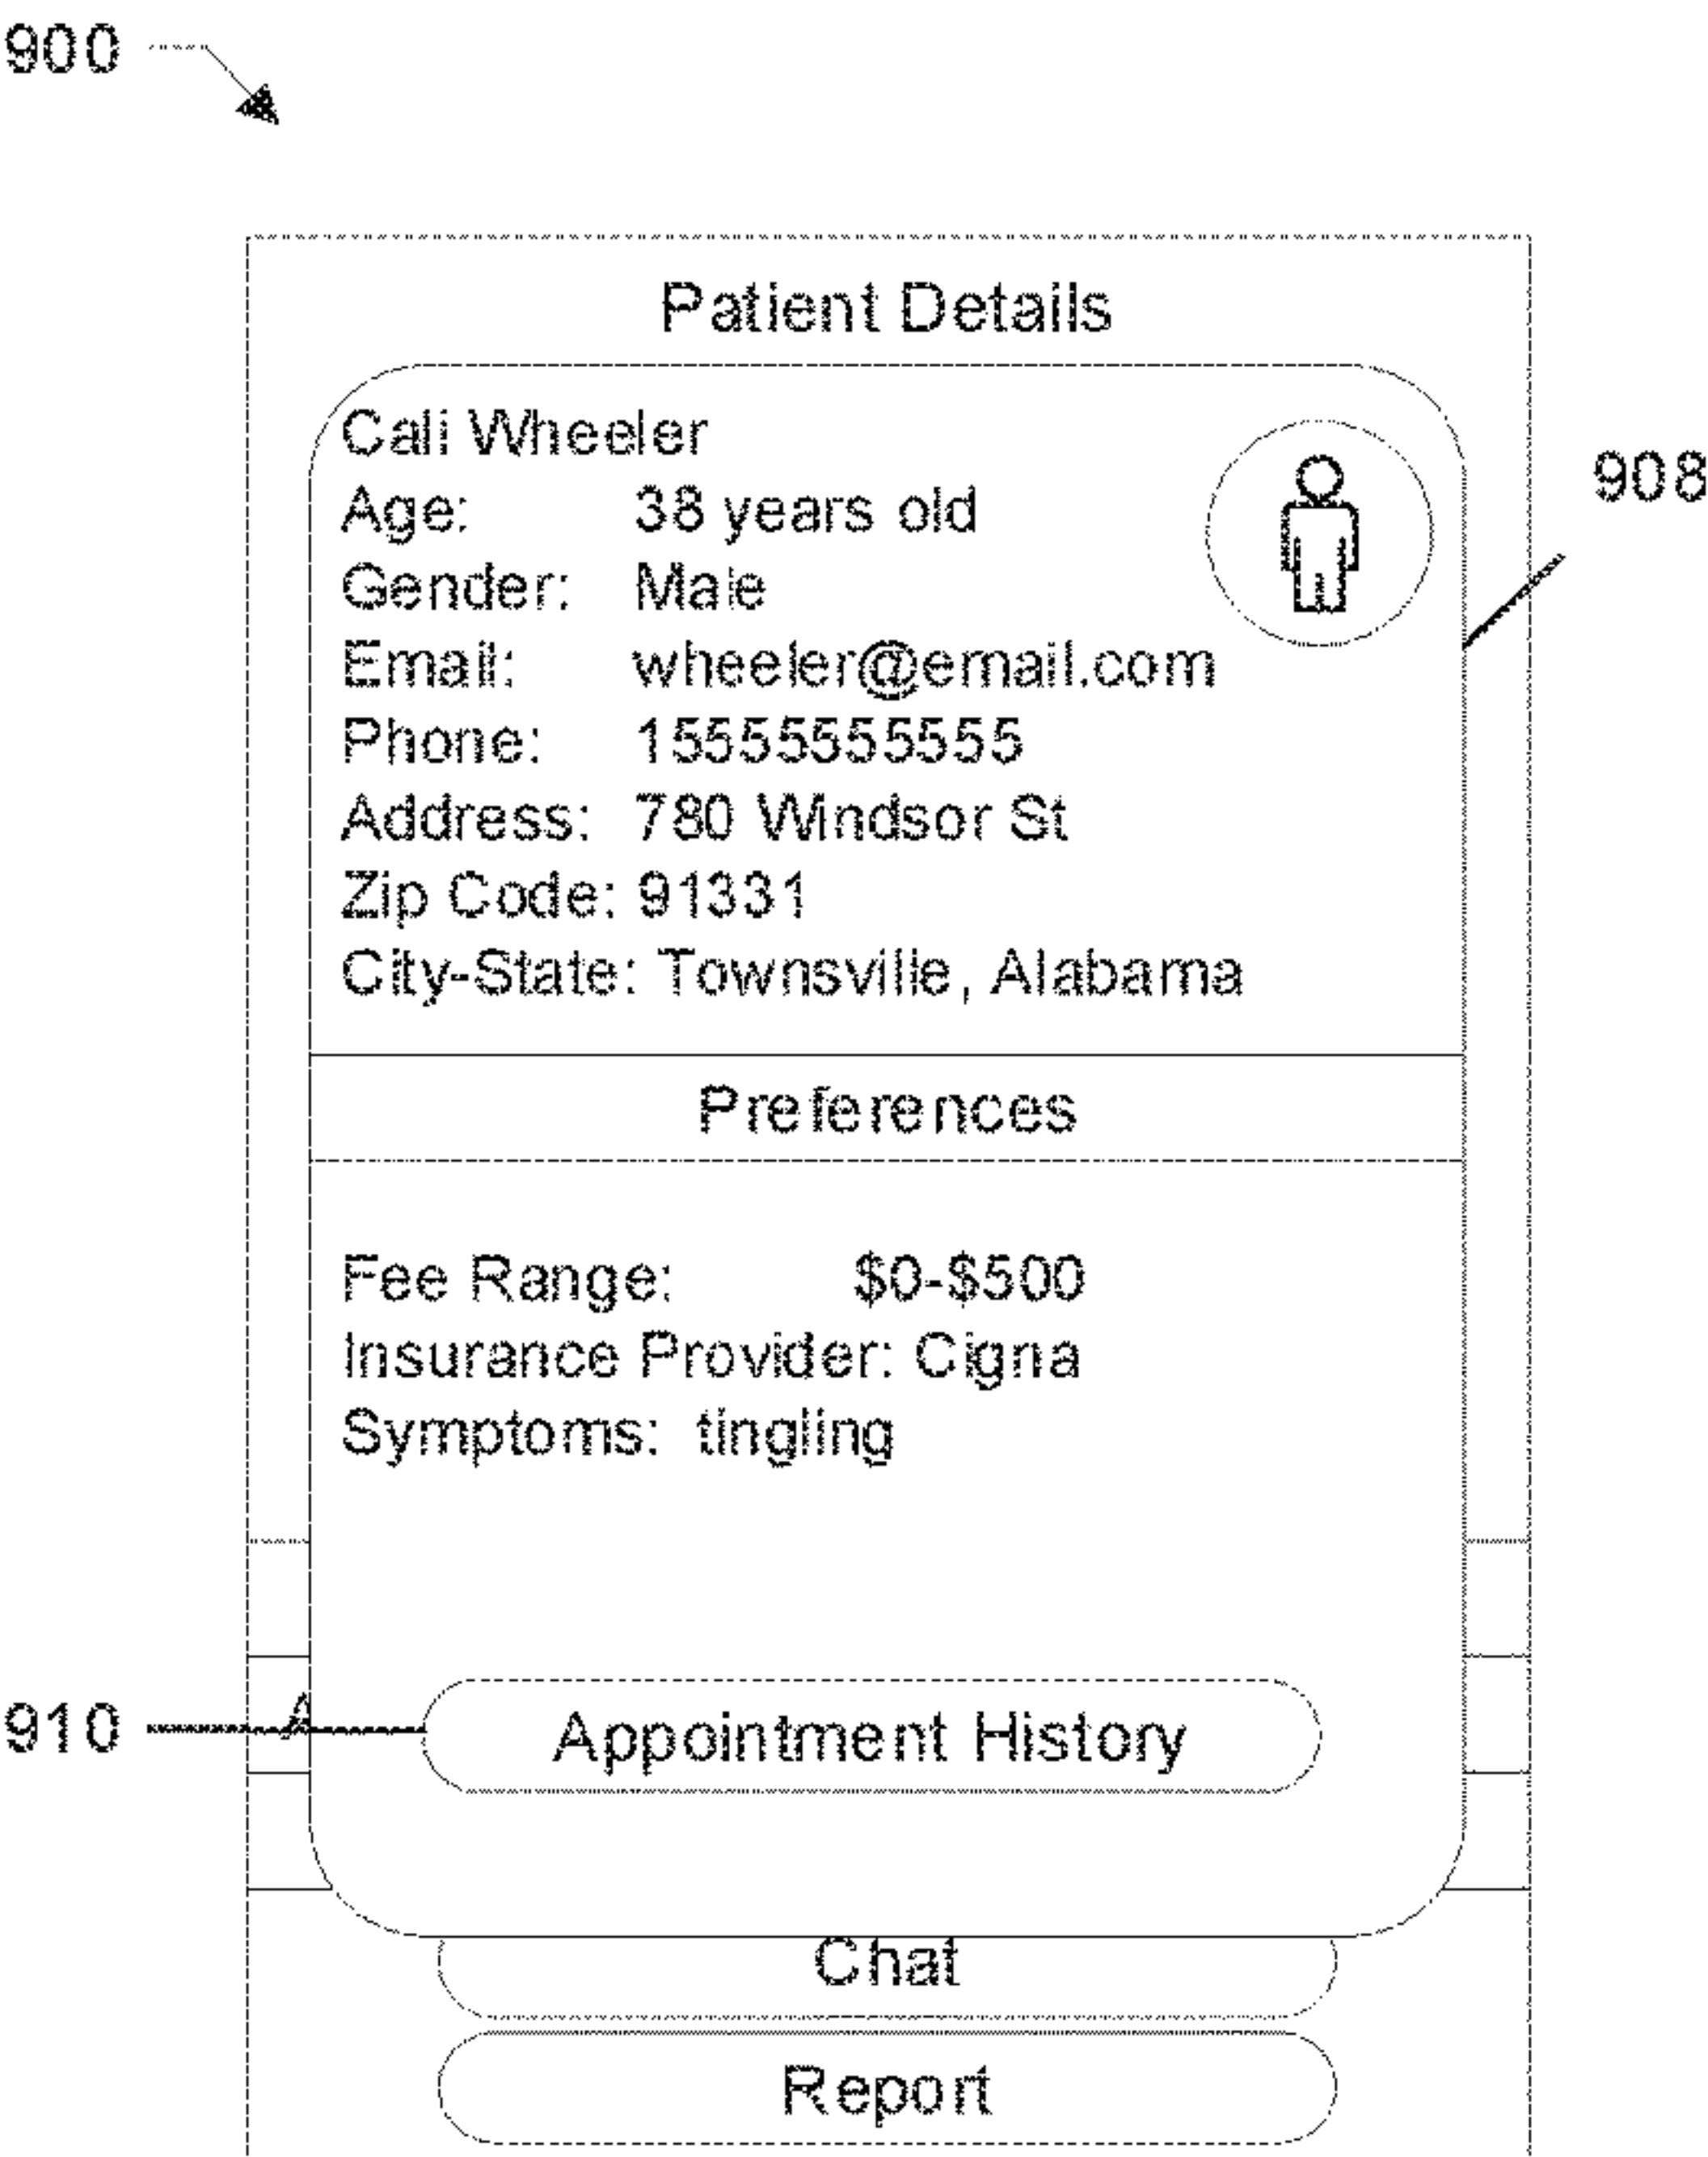 900
Patient Details
Cali Wheeler
908
Age: 38 years old
Gender: Male
Email: wheeler@email.com
Phone: 15555555555
Address: 780 Windsor St
Zip Code: 91331
City-State: Townsville, Alabama
Preferences
Fee Range: $0-$500
Insurance Provider: Cigna
Symptoms: tingling
910 A Appointment History
Chat
Report